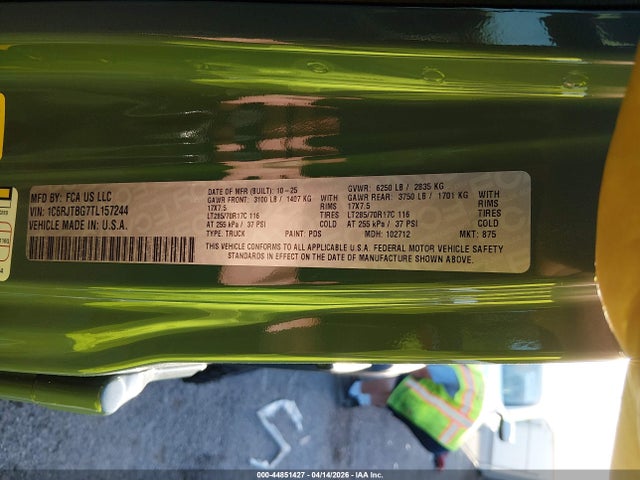 MFD BY: FCA US LLC
VIN: 1C6RJTBG7TL157244
VEHICLE MADE IN: U.S.A.
DATE OF MFR (BUILT): 10-25
GAWR FRONT: 3100 LB / 1407 KG WITH
17X7.5 RIMS
LT285/70R17C 116 TIRES
AT 255 kPa / 37 PSI COLD
TYPE: TRUCK PAINT: PDS
GVWR: 6250 LB / 2835 KG
GAWR REAR: 3750 LB / 1701 KG WITH
17X7.5 RIMS
LT285/70R17C 116 TIRES
AT 255 kPa / 37 PSI COLD
MDH: 102712 MKT: 875
THIS VEHICLE CONFORMS TO ALL APPLICABLE U.S.A. FEDERAL MOTOR VEHICLE SAFETY
STANDARDS IN EFFECT ON THE DATE OF MANUFACTURE SHOWN ABOVE.
000-44851427 - 04/14/2026 - IAA Inc.